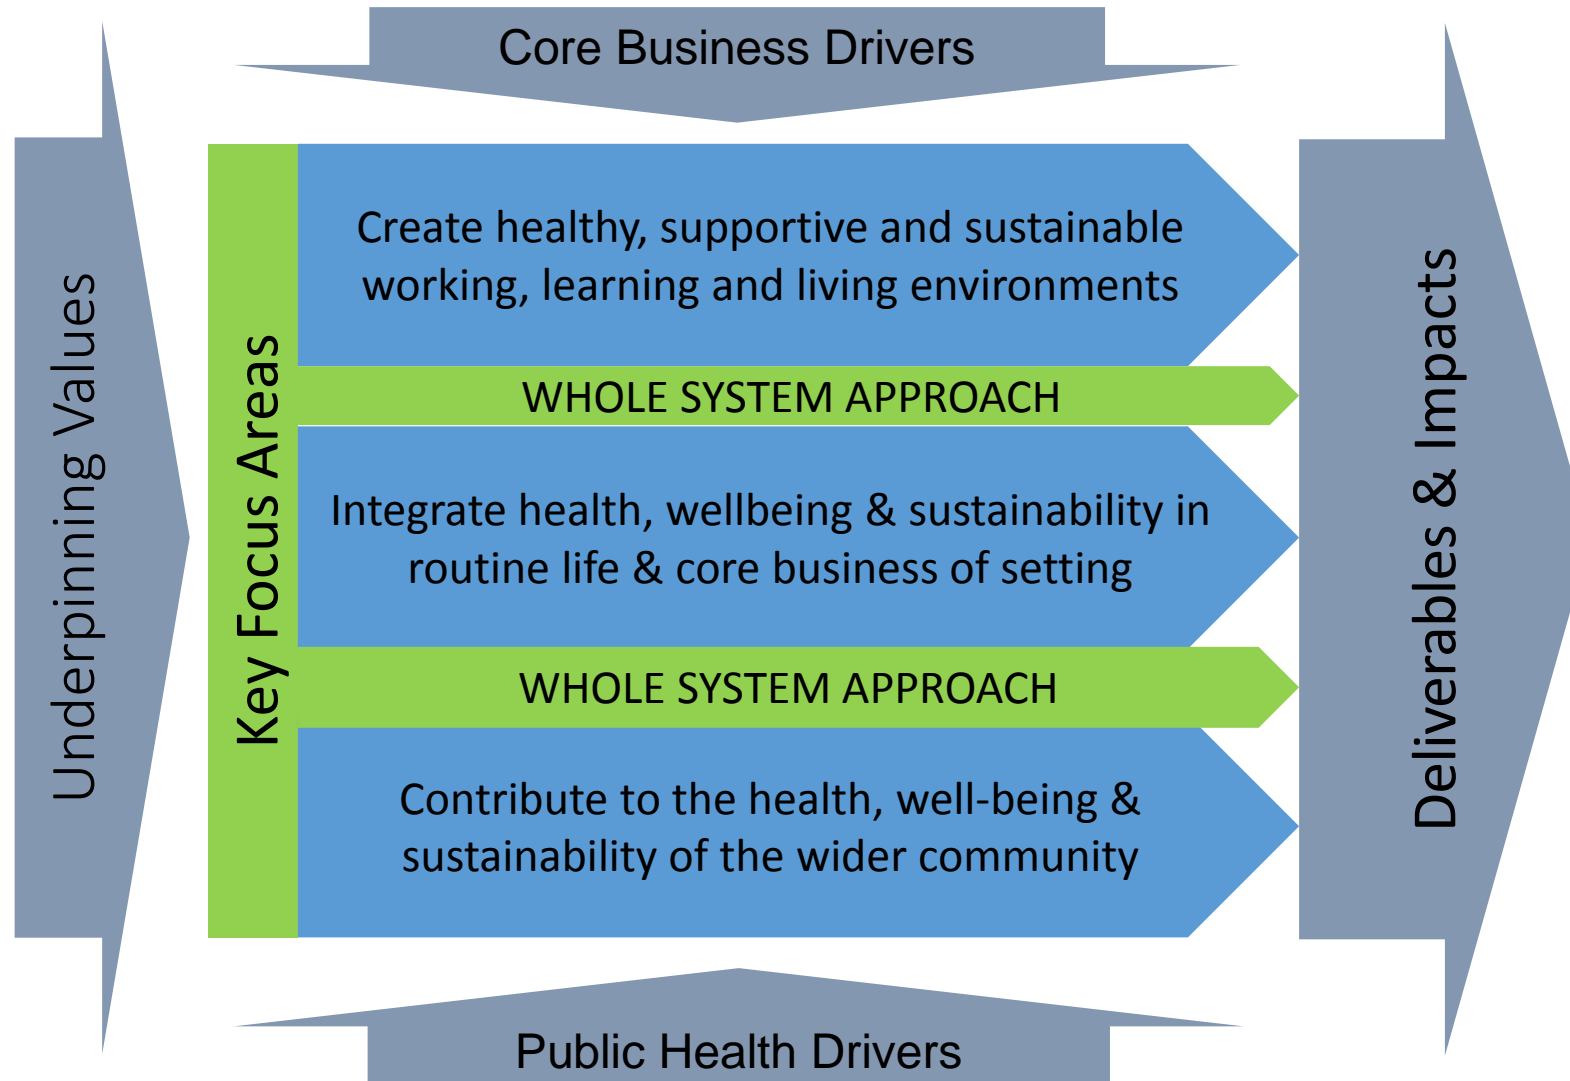 Core Business Drivers
Underpinning Values
Key Focus Areas
Create healthy, supportive and sustainable
working, learning and living environments
WHOLE SYSTEM APPROACH
Integrate health, wellbeing & sustainability in
routine life & core business of setting
WHOLE SYSTEM APPROACH
Contribute to the health, well-being &
sustainability of the wider community
Deliverables & Impacts
Public Health Drivers